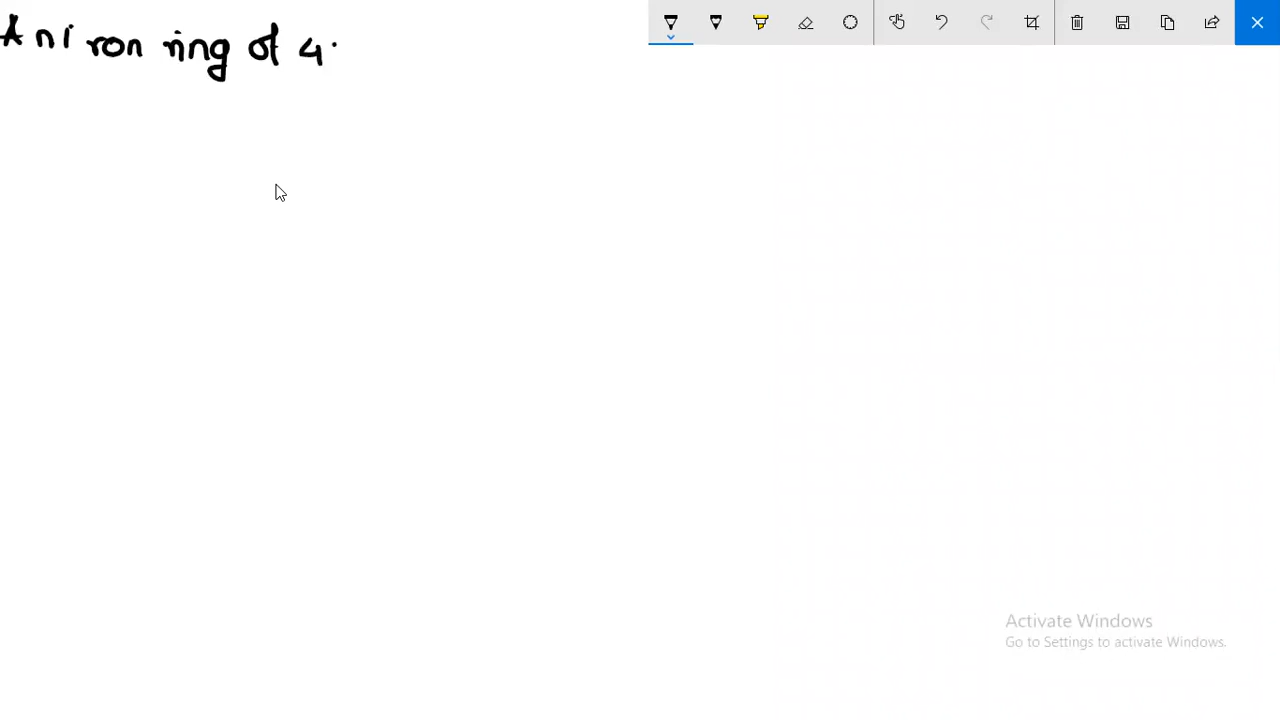 An iron ring of 4.
Activate Windows
Go to Settings to activate Windows.